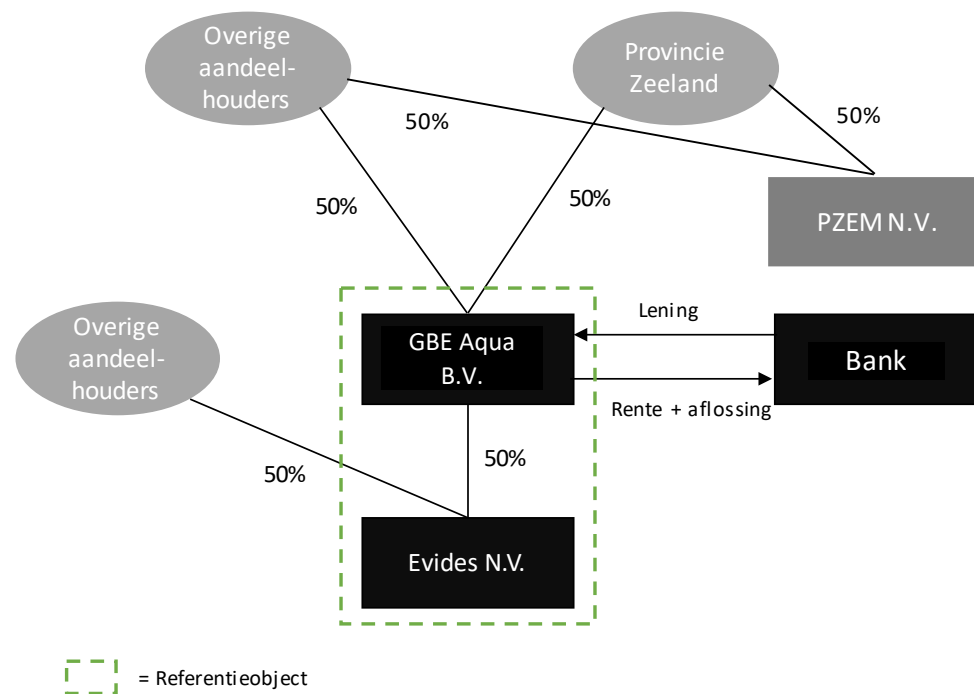 Overige
aandeel-
houders
Provincie
Zeeland
50%
50%
50%
50%
PZEM N.V.
Overige
aandeel-
houders
GBE Aqua
B.V.
Lening
Bank
Rente + aflossing
50%
50%
Evides N.V.
= Referentieobject